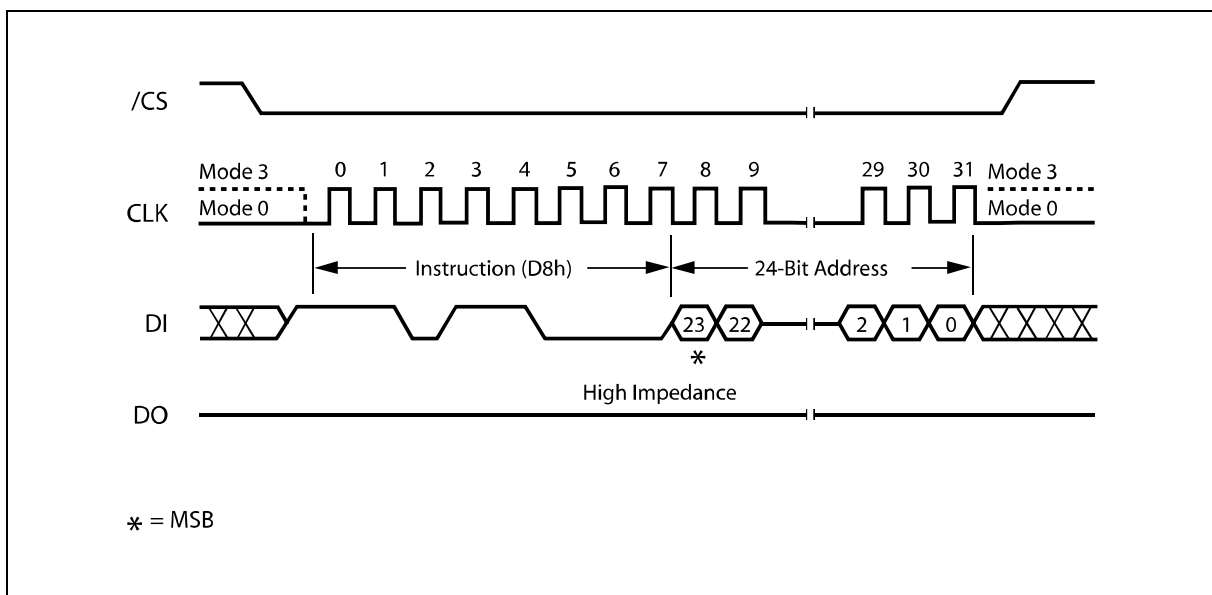 /CS
Mode 3 0 1 2 3 4 5 6 7 8 9 29 30 31 Mode 3
CLK Mode 0 Mode 0
Instruction (D8h) 24-Bit Address
DI 23 22 2 1 0
*
High Impedance
DO
* = MSB